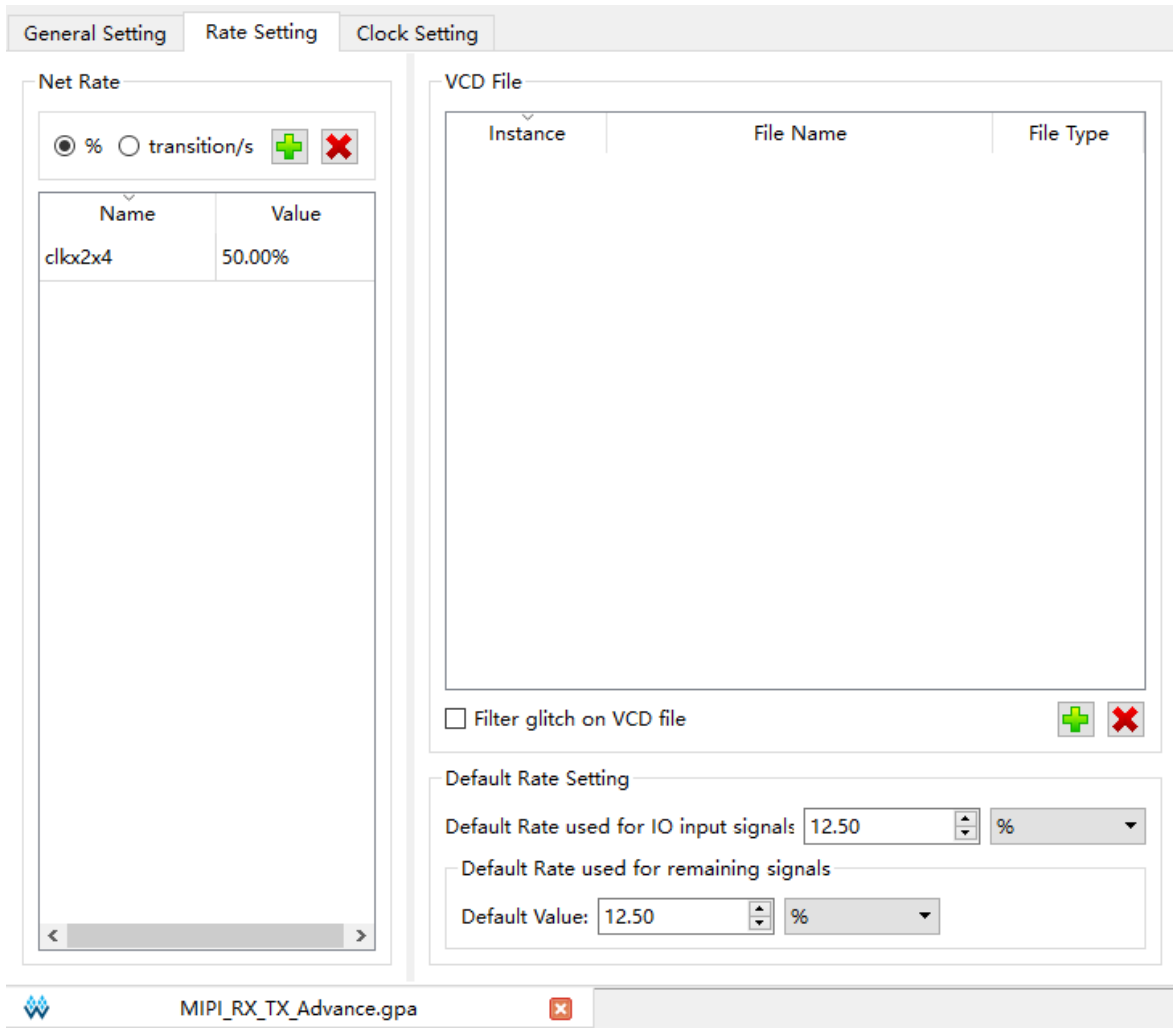 General Setting
Rate Setting
Clock Setting
Net Rate
% transition/s
Name Value
clkx2x4 50.00%
VCD File
Instance File Name File Type
Filter glitch on VCD file
Default Rate Setting
Default Rate used for IO input signals 12.50 %
Default Rate used for remaining signals
Default Value: 12.50 %
MIPI_RX_TX_Advance.gpa